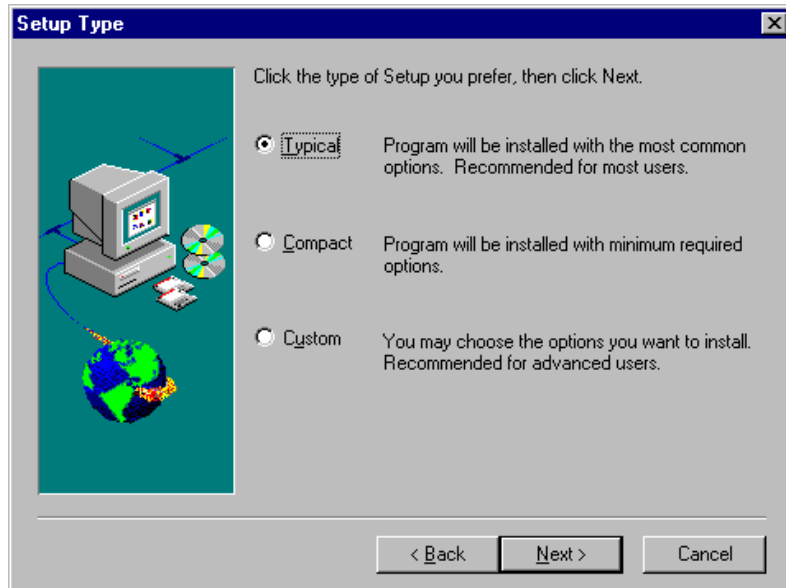 Setup Type
Click the type of Setup you prefer, then click Next.
Typical
Program will be installed with the most common
options.  Recommended for most users.
Compact
Program will be installed with minimum required
options.
Custom
You may choose the options you want to install.
Recommended for advanced users.
< Back
Next >
Cancel